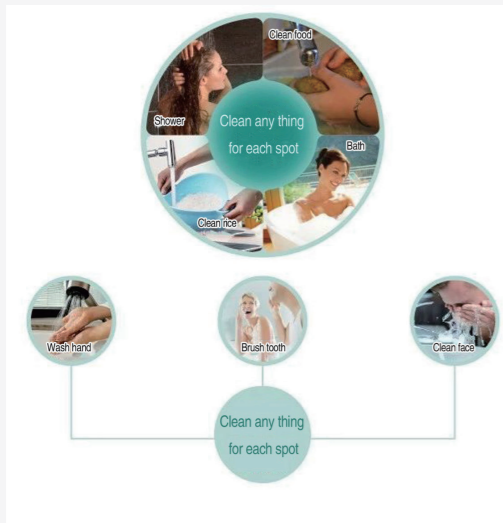 Clean food
Shower
Clean any thing
for each spot
Bath
Clean rice
Wash hand
Brush tooth
Clean face
Clean any thing
for each spot